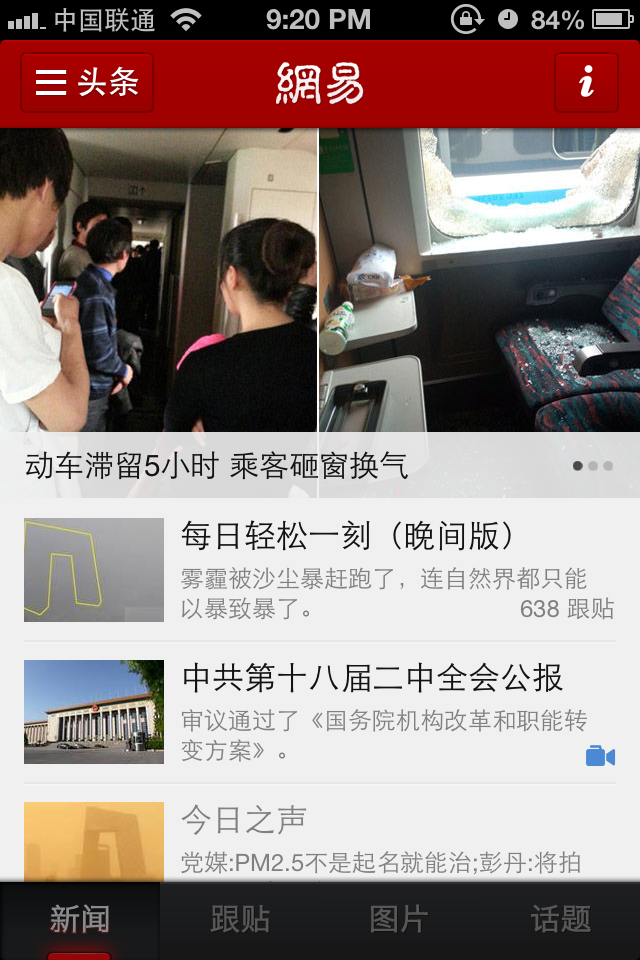 中国联通 9:20 PM 84%
头条 網易 i
动车滞留5小时 乘客砸窗换气
每日轻松一刻（晚间版）
雾霾被沙尘暴赶跑了，连自然界都只能
以暴致暴了。 638 跟贴
中共第十八届二中全会公报
审议通过了《国务院机构改革和职能转
变方案》。
今日之声
党媒:PM2.5不是起名就能治;彭丹:将拍
新闻 跟贴 图片 话题